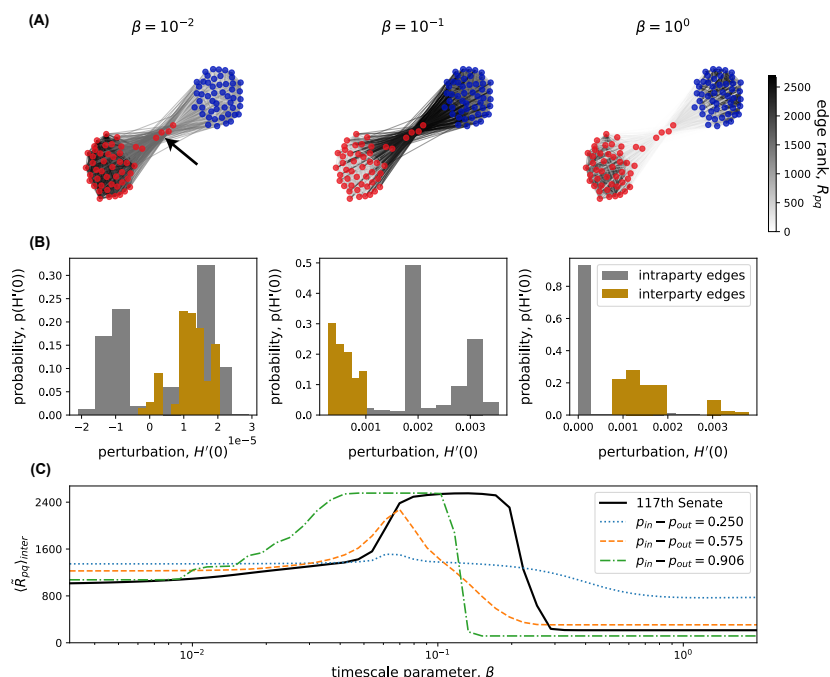 (A)
β = 10⁻²
β = 10⁻¹
β = 10⁰
2500
2000
1500
1000
500
0
edge rank, R_pq
(B)
probability, p(H'(0))
0.30
0.25
0.20
0.15
0.10
0.05
0.00
−2 −1 0 1 2 3
1e−5
perturbation, H'(0)
probability, p(H'(0))
0.5
0.4
0.3
0.2
0.1
0.0
0.001 0.002 0.003
perturbation, H'(0)
probability, p(H'(0))
0.8
0.6
0.4
0.2
0.0
0.000 0.001 0.003
perturbation, H'(0)
intraparty edges
interparty edges
(C)
⟨R̃_pq⟩_inter
2400
1600
800
0
10⁻² 10⁻¹ 10⁰
timescale parameter, β
117th Senate
p_in − p_out = 0.250
p_in − p_out = 0.575
p_in − p_out = 0.906